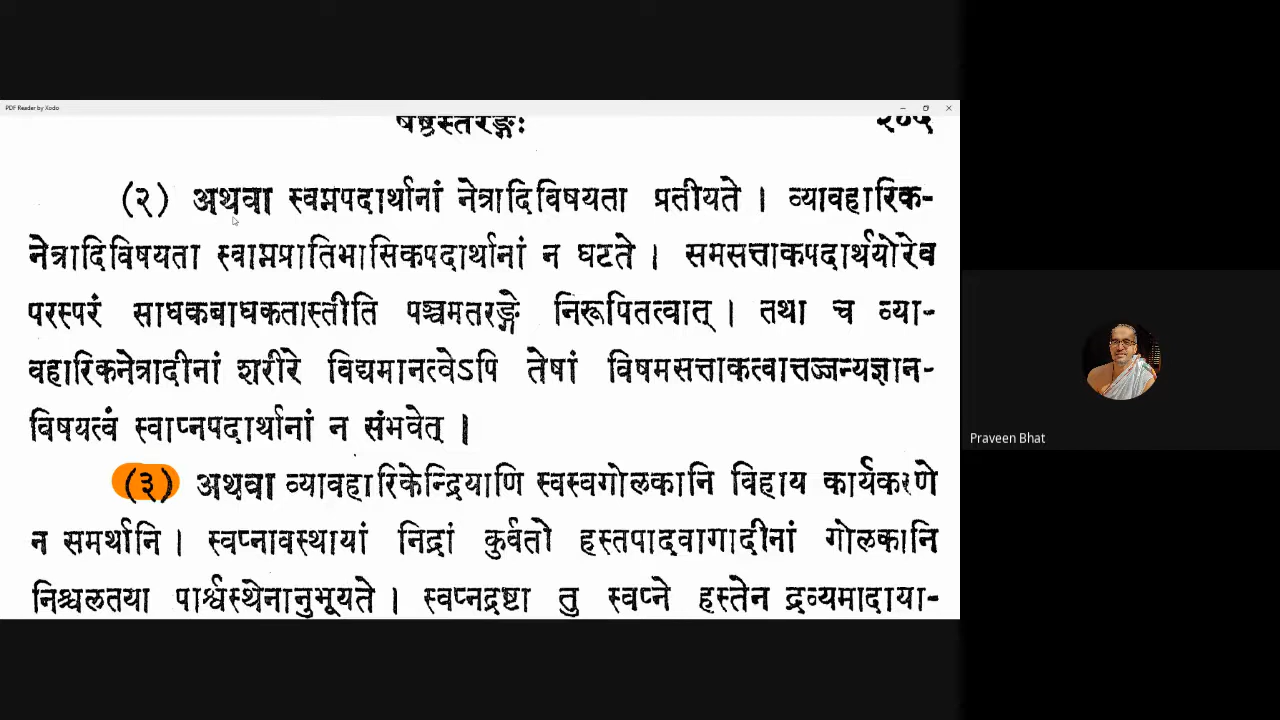 PDF Reader by Xodo
षष्ठस्तरङ्गः २०५
(२) अथवा स्वप्नपदार्थानां नेत्रादिविषयता प्रतीयते । व्यावहारिक-
नेत्रादिविषयता स्वाप्नप्रातिभासिकपदार्थानां न घटते । समसत्ताकपदार्थयोरेव
परस्परं साधकबाधकतास्तीति पञ्चमतरङ्गे निरूपितत्वात् । तथा च व्या-
वहारिकनेत्रादीनां शरीरे विद्यमानत्वेऽपि तेषां विषमसत्ताकत्वात्तज्जन्यज्ञान-
विषयत्वं स्वाप्नपदार्थानां न संभवेत् ।
(३) अथवा व्यावहारिकेन्द्रियाणि स्वस्वगोलकानि विहाय कार्यकरणे
न समर्थानि । स्वप्नावस्थायां निद्रां कुर्वतो हस्तपादवागादीनां गोलकानि
निश्चलतया पार्श्वस्थेनानुभूयते । स्वप्नद्रष्टा तु स्वप्ने हस्तेन द्रव्यमादाया-
Praveen Bhat